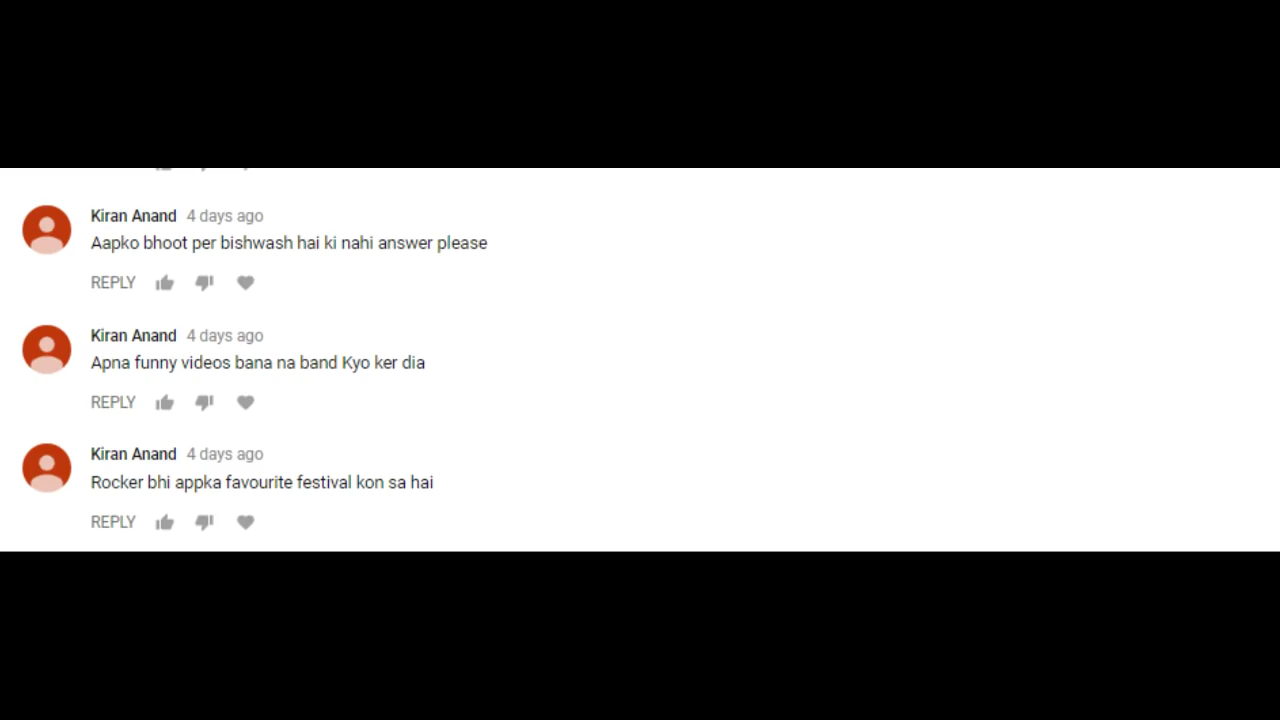 Kiran Anand 4 days ago
Aapko bhoot per bishwash hai ki nahi answer please
REPLY
Kiran Anand 4 days ago
Apna funny videos bana na band Kyo ker dia
REPLY
Kiran Anand 4 days ago
Rocker bhi appka favourite festival kon sa hai
REPLY